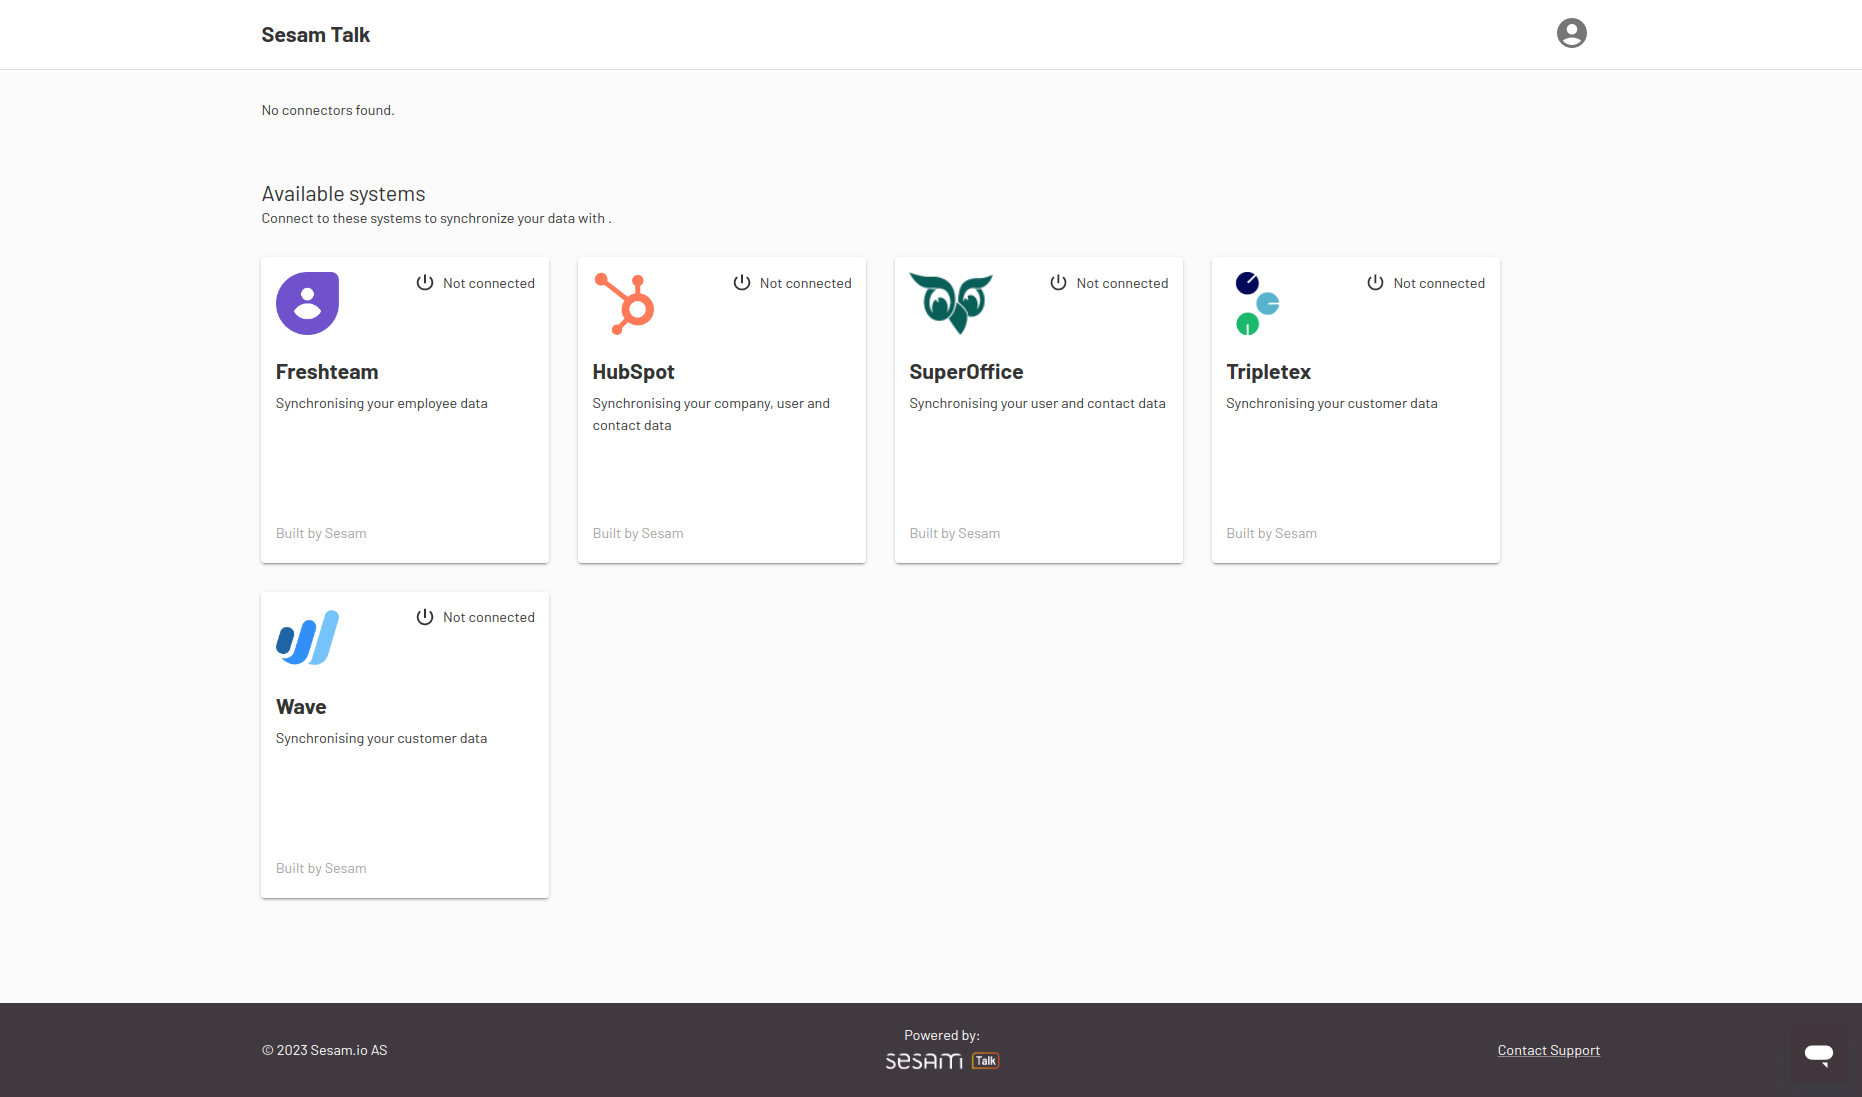 Sesam Talk
No connectors found.
Available systems
Connect to these systems to synchronize your data with .
Not connected
Freshteam
Synchronising your employee data
Built by Sesam
Not connected
HubSpot
Synchronising your company, user and
contact data
Built by Sesam
Not connected
SuperOffice
Synchronising your user and contact data
Built by Sesam
Not connected
Tripletex
Synchronising your customer data
Built by Sesam
Not connected
Wave
Synchronising your customer data
Built by Sesam
© 2023 Sesam.io AS
Powered by:
sesam Talk
Contact Support